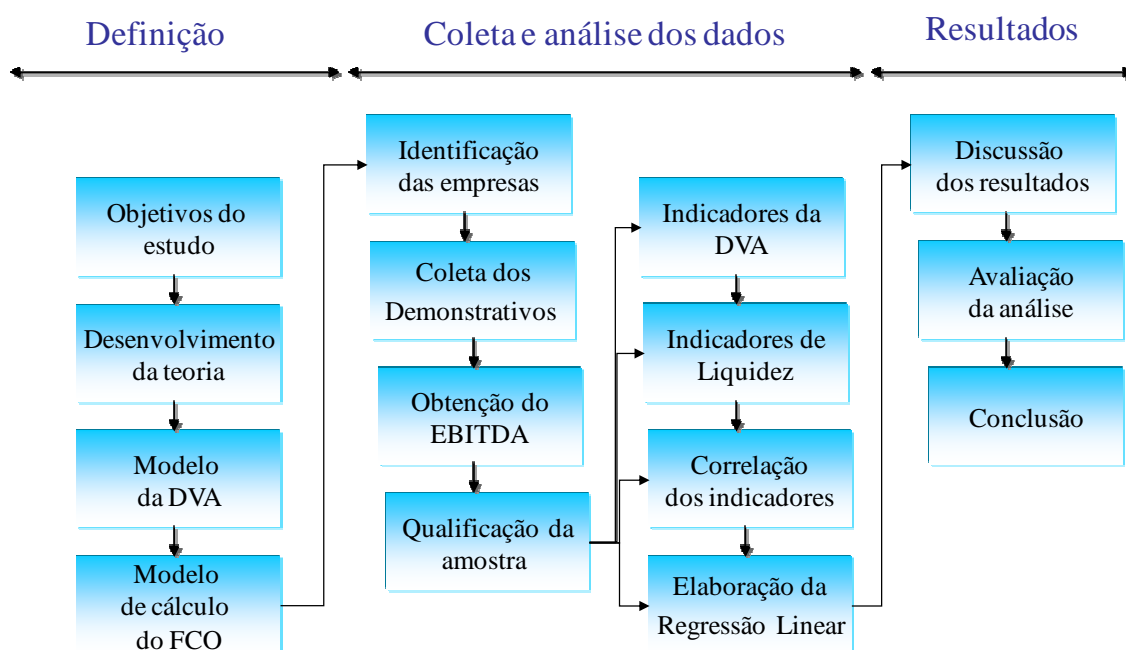 Definição
Coleta e análise dos dados
Resultados
Objetivos do
estudo
Desenvolvimento
da teoria
Modelo
da DVA
Modelo
de cálculo
do FCO
Identificação
das empresas
Coleta dos
Demonstrativos
Obtenção do
EBITDA
Qualificação da
amostra
Indicadores da
DVA
Indicadores de
Liquidez
Correlação
dos indicadores
Elaboração da
Regressão Linear
Discussão
dos resultados
Avaliação
da análise
Conclusão